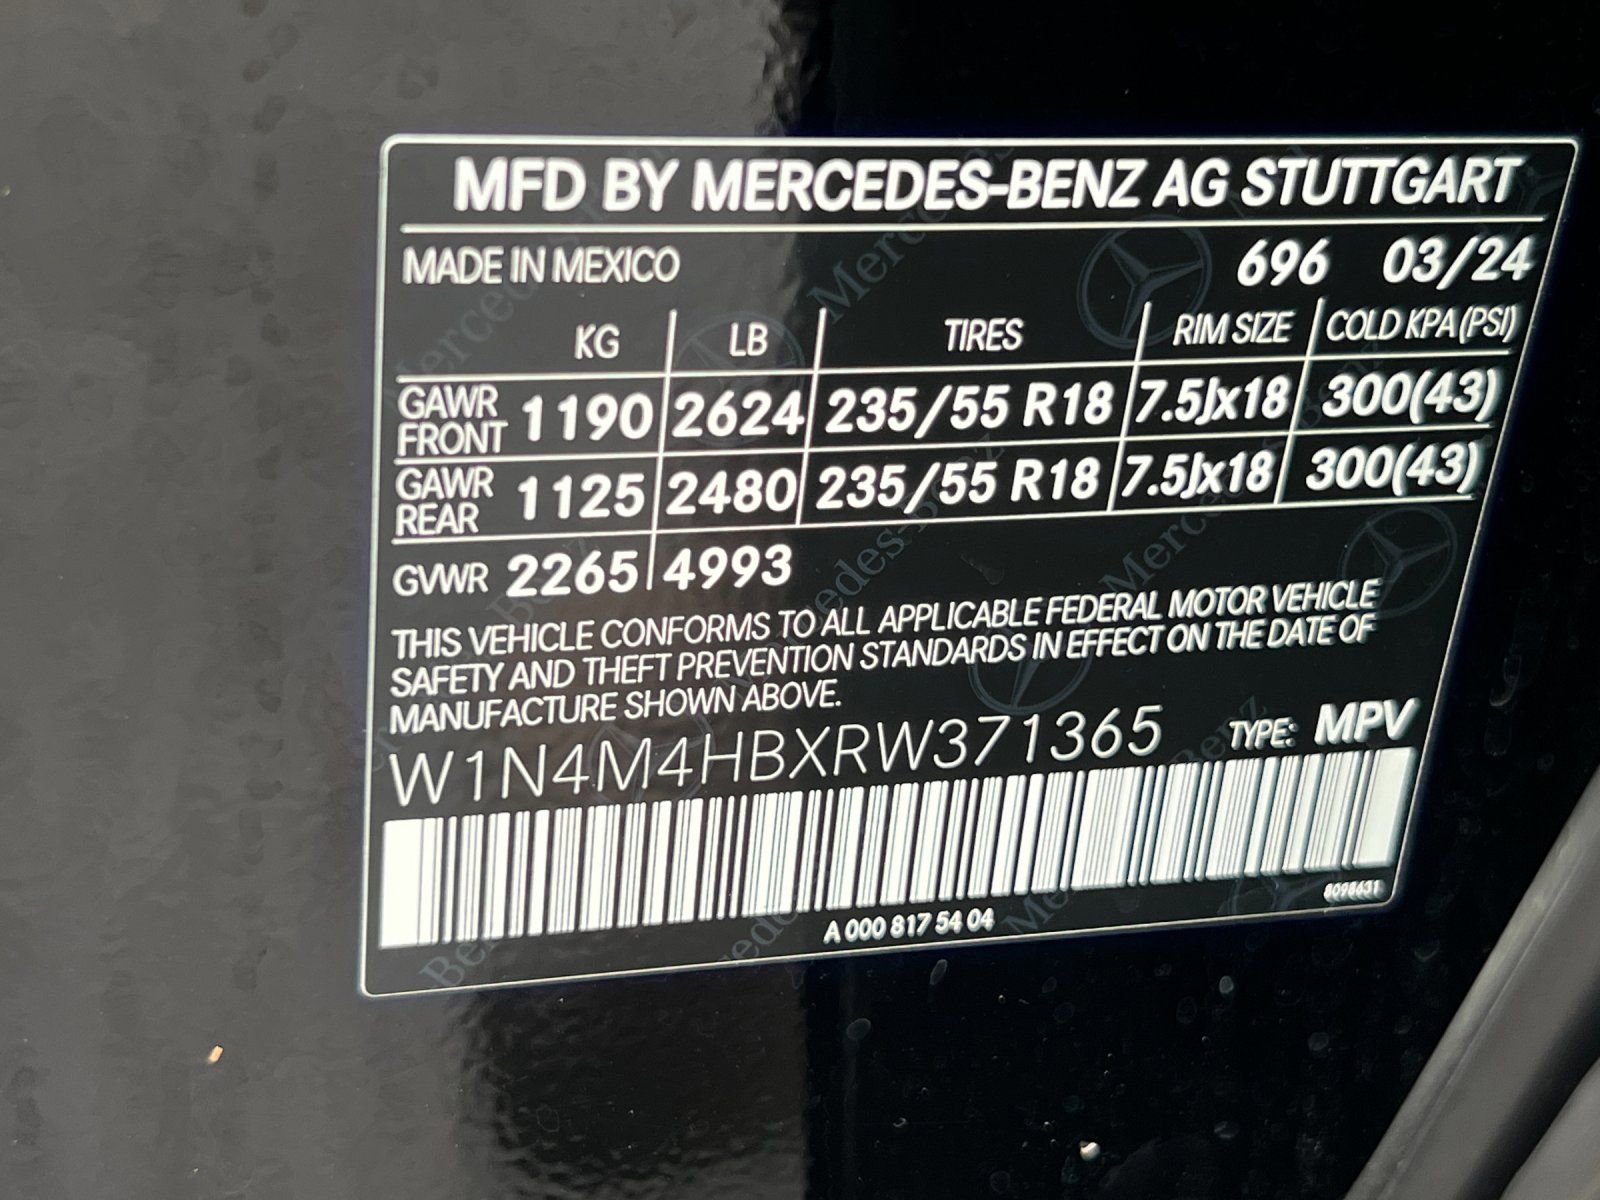 MFD BY MERCEDES-BENZ AG STUTTGART
MADE IN MEXICO 696 03/24
KG LB TIRES RIM SIZE COLD KPA (PSI)
GAWR FRONT 1190 2624 235/55 R18 7.5Jx18 300(43)
GAWR REAR 1125 2480 235/55 R18 7.5Jx18 300(43)
GVWR 2265 4993
THIS VEHICLE CONFORMS TO ALL APPLICABLE FEDERAL MOTOR VEHICLE
SAFETY AND THEFT PREVENTION STANDARDS IN EFFECT ON THE DATE OF
MANUFACTURE SHOWN ABOVE.
W1N4M4HBXRW371365 TYPE: MPV
8098631
A 000 817 54 04